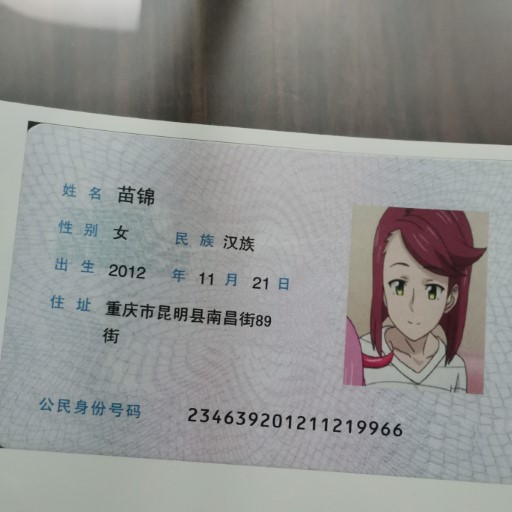 姓名 苗锦
性别 女 民族 汉族
出生 2012 年 11 月 21 日
住址 重庆市昆明县南昌街89
街
公民身份号码 234639201211219966